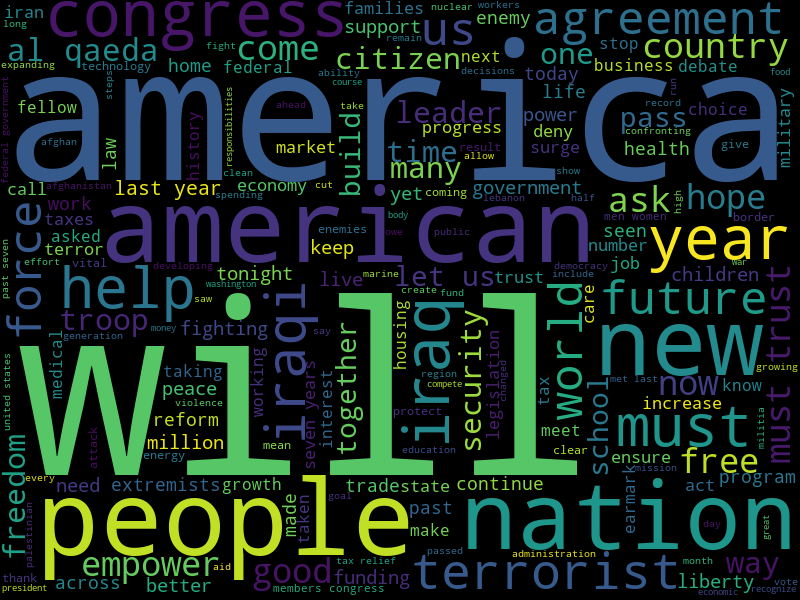 iran
long
congress
families
nuclear
workers
support
remain
us
enemy
agreement
expanding
al qaeda
fight
come
citizen
next
one
stop
country
technology
home
federal
ability
decisions
business
debate
food
america
steps
course
today
run
fellow
ahead
take
leader
life
record
choice
military
federal government
afghan
law
history
responsibilities
market
build
progress
power
pass
confronting
time
result
deny
health
give
clean
many
allow
surge
show
call
afghanistan
last year
economy
cut
yet
coming
government
ask
hope
work
spending
lebanon
half
high
taxes
body
men women
border
force
asked
american
enemies
owe
public
seen
year
must trust
terror
keep
number
war
past seven
effort
vital
developing
tonight
live
let us
trust
democracy
job
children
help
washington
saw
marine
include
future
troop
money
fighting
iraqi
create
fund
care
generation
say
housing
iraq
security
world
new
united states
medical
will
taking
working
together
region
legislation
now
know
growing
peace
interest
compete
changed
tax
met last
violence
seven years
protect
school
increase
reform
must
militia
attack
million
mean
education
meet
freedom
energy
clear
ensure
free
every
need
extremists
growth
trade
state
continue
mission
act
program
palestinian
people
made
taken
goal
past
nation
earmark
day
great
make
passed
administration
empower
aid
good
tax relief
terrorist
way
thank
across
better
funding
month
liberty
vote
president
members congress
economic
recognize